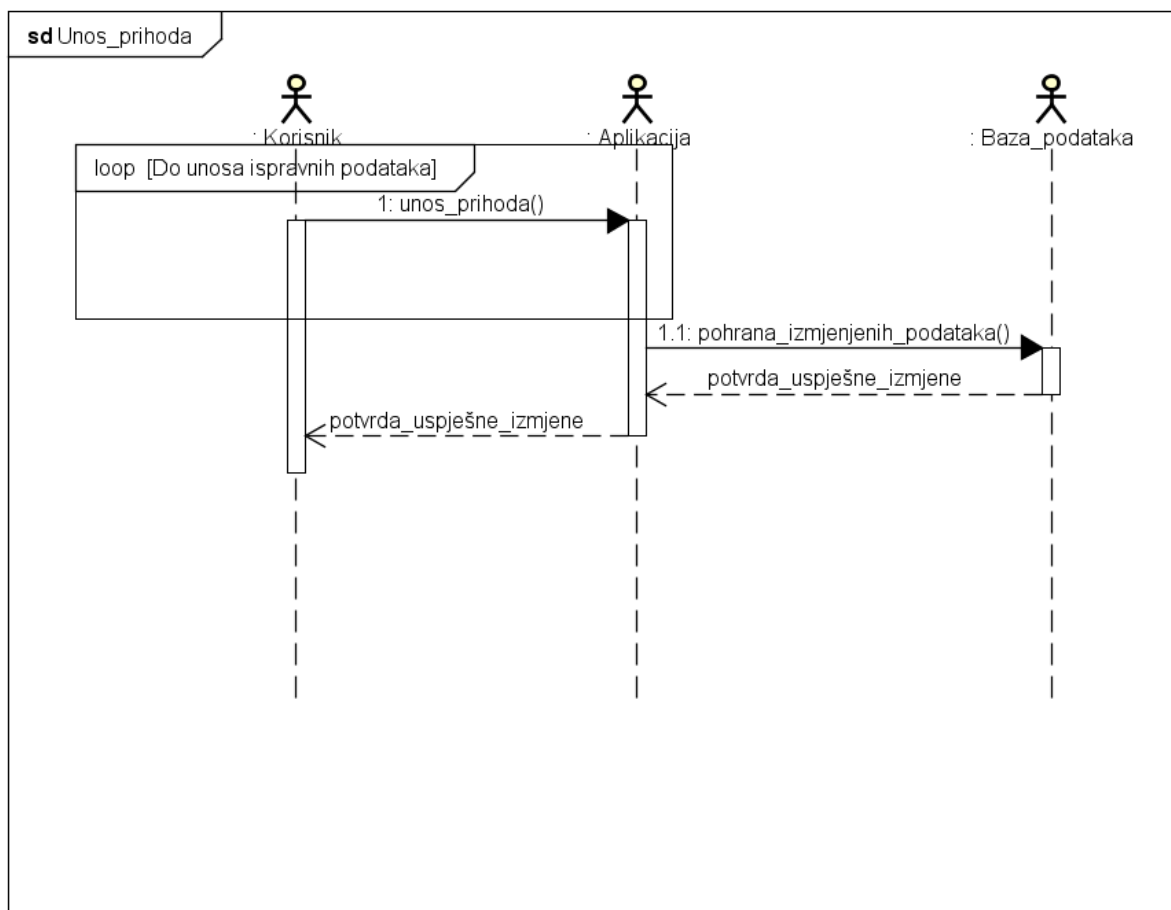 sd Unos_prihoda
: Korisnik
: Aplikacija
: Baza_podataka
loop [Do unosa ispravnih podataka]
1: unos_prihoda()
1.1: pohrana_izmjenjenih_podataka()
potvrda_uspješne_izmjene
potvrda_uspješne_izmjene